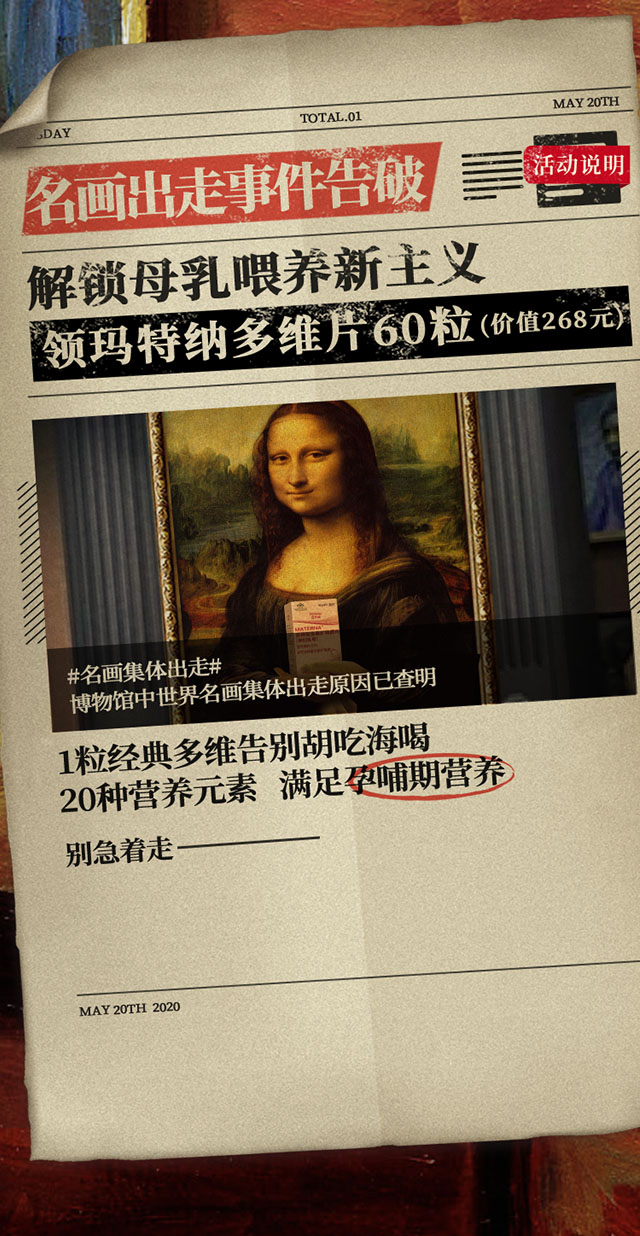 TOTAL.01
MAY 20TH
SDAY
活动说明
名画出走事件告破
解锁母乳喂养新主义
领玛特纳多维片60粒(价值268元)
MATERNA
#名画集体出走#
博物馆中世界名画集体出走原因已查明
1粒经典多维告别胡吃海喝
20种营养元素 满足孕哺期营养
别急着走
MAY 20TH 2020